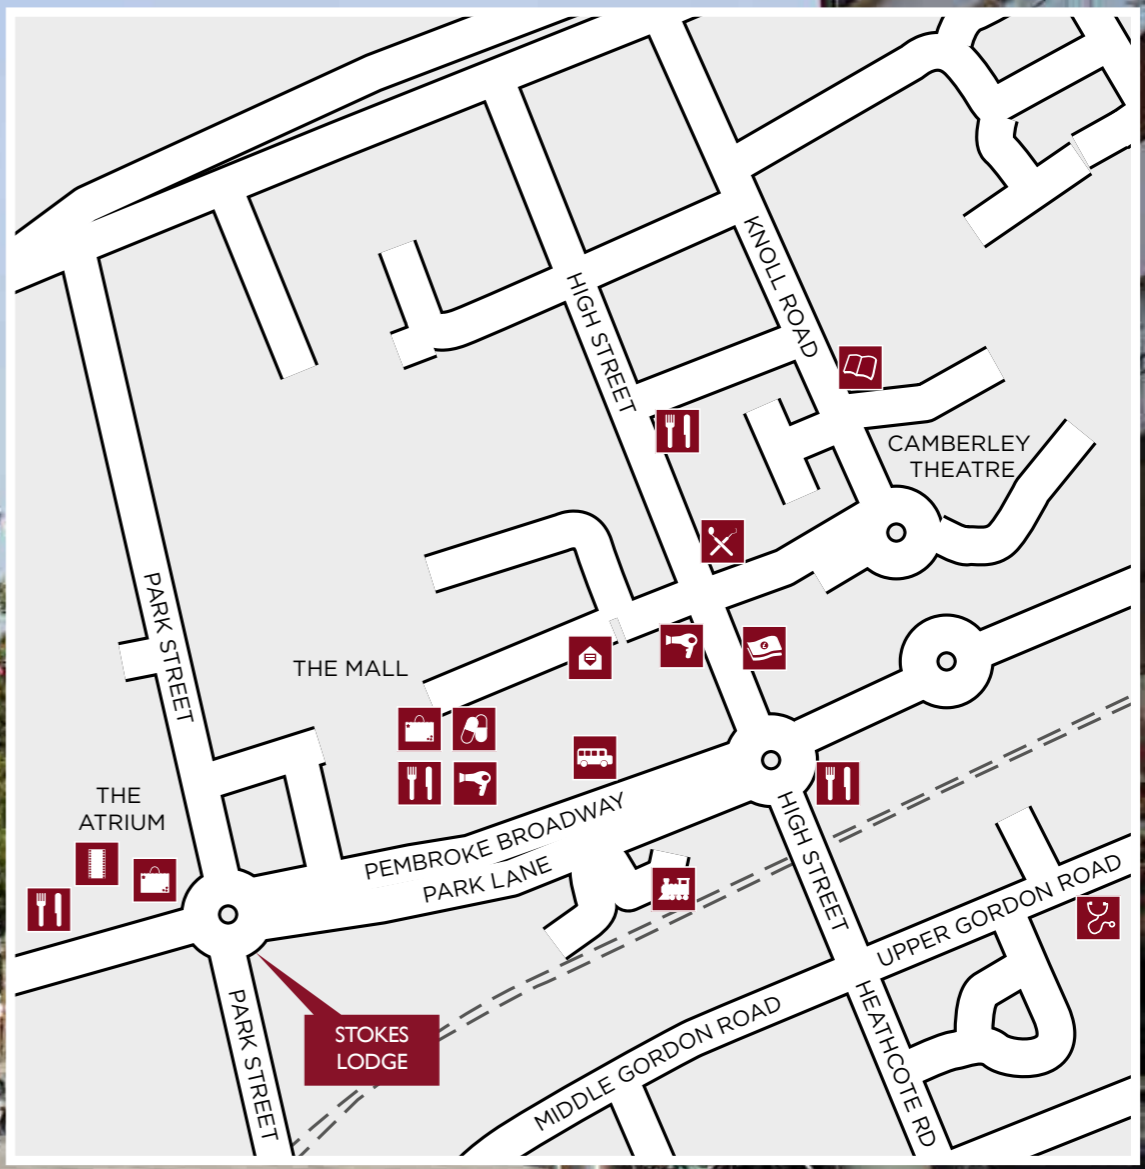 KNOLL ROAD
HIGH STREET
CAMBERLEY
THEATRE
PARK STREET
£
THE MALL
THE
ATRIUM
PEMBROKE BROADWAY
PARK LANE
HIGH STREET
UPPER GORDON ROAD
STOKES
LODGE
PARK STREET
MIDDLE GORDON ROAD
HEATHCOTE RD